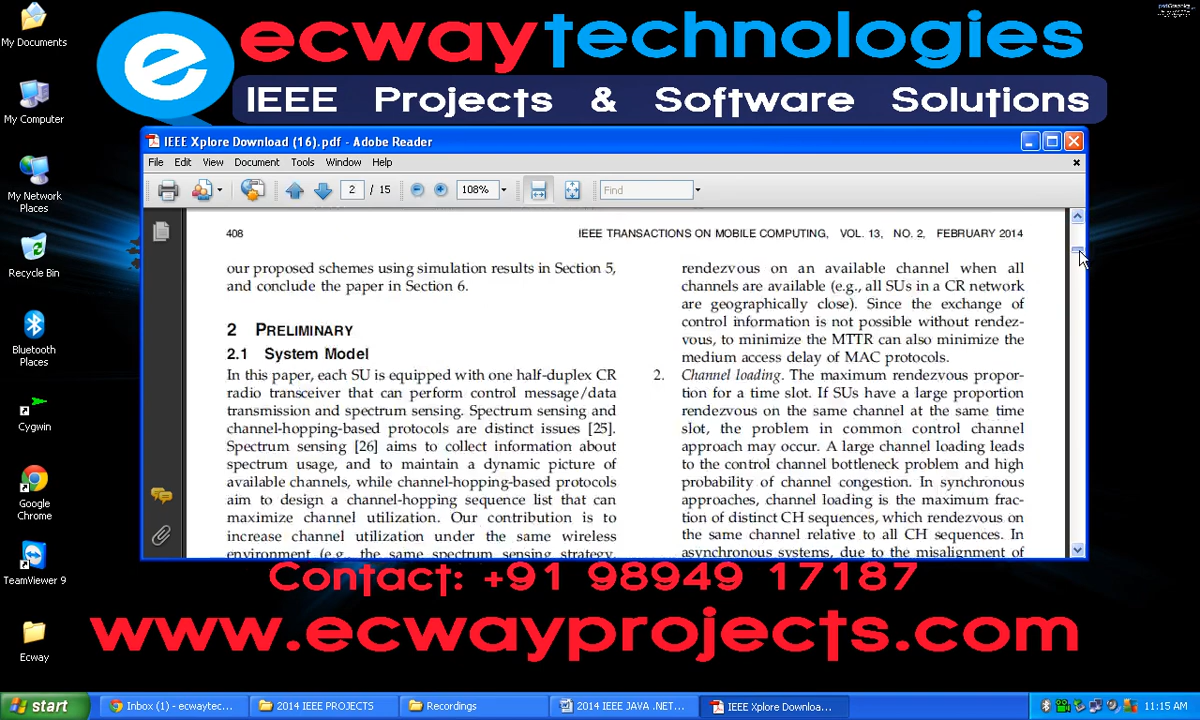 ecwaytechnologies
IEEE Projects & Software Solutions
My Documents
My Computer
My Network
Places
Recycle Bin
Bluetooth
Places
Cygwin
Google
Chrome
TeamViewer 9
Ecway
IEEE Xplore Download (16).pdf - Adobe Reader
File Edit View Document Tools Window Help
2 / 15 108% Find
408 IEEE TRANSACTIONS ON MOBILE COMPUTING, VOL. 13, NO. 2, FEBRUARY 2014
our proposed schemes using simulation results in Section 5,
and conclude the paper in Section 6.
2 PRELIMINARY
2.1 System Model
In this paper, each SU is equipped with one half-duplex CR
radio transceiver that can perform control message/data
transmission and spectrum sensing. Spectrum sensing and
channel-hopping-based protocols are distinct issues [25].
Spectrum sensing [26] aims to collect information about
spectrum usage, and to maintain a dynamic picture of
available channels, while channel-hopping-based protocols
aim to design a channel-hopping sequence list that can
maximize channel utilization. Our contribution is to
increase channel utilization under the same wireless
environment (e.g., the same spectrum sensing strategy,
rendezvous on an available channel when all
channels are available (e.g., all SUs in a CR network
are geographically close). Since the exchange of
control information is not possible without rendez-
vous, to minimize the MTTR can also minimize the
medium access delay of MAC protocols.
2. Channel loading. The maximum rendezvous propor-
tion for a time slot. If SUs have a large proportion
rendezvous on the same channel at the same time
slot, the problem in common control channel
approach may occur. A large channel loading leads
to the control channel bottleneck problem and high
probability of channel congestion. In synchronous
approaches, channel loading is the maximum frac-
tion of distinct CH sequences, which rendezvous on
the same channel relative to all CH sequences. In
asynchronous systems, due to the misalignment of
Contact: +91 98949 17187
www.ecwayprojects.com
start
Inbox (1) - ecwaytec...
2014 IEEE PROJECTS
Recordings
2014 IEEE JAVA .NET...
IEEE Xplore Downloa...
11:15 AM